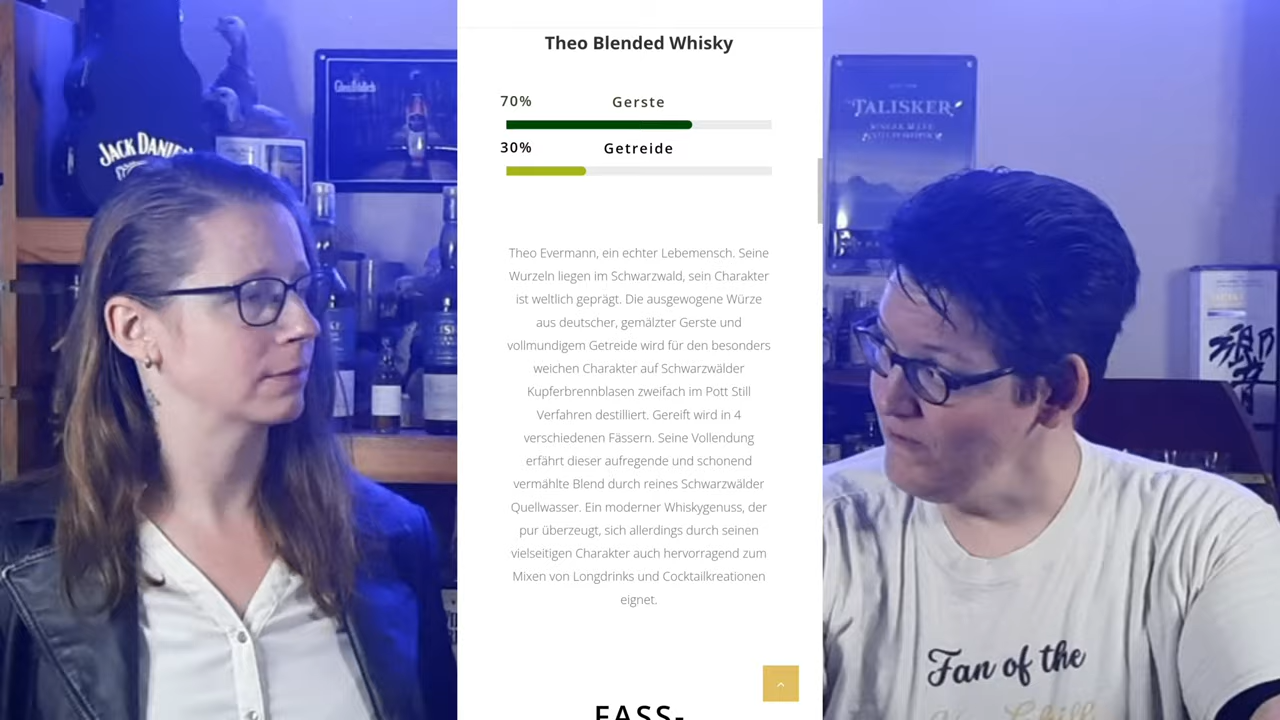 Theo Blended Whisky
70%
Gerste
30%
Getreide
Theo Evermann, ein echter Lebemensch. Seine
Wurzeln liegen im Schwarzwald, sein Charakter
ist weltlich geprägt. Die ausgewogene Würze
aus deutscher, gemälzter Gerste und
vollmundigem Getreide wird für den besonders
weichen Charakter auf Schwarzwälder
Kupferbrennblasen zweifach im Pott Still
Verfahren destilliert. Gereift wird in 4
verschiedenen Fässern. Seine Vollendung
erfährt dieser aufregende und schonend
vermählte Blend durch reines Schwarzwälder
Quellwasser. Ein moderner Whiskygenuss, der
pur überzeugt, sich allerdings durch seinen
vielseitigen Charakter auch hervorragend zum
Mixen von Longdrinks und Cocktailkreationen
eignet.
FASS-
JACK DANIEL
TALISKER
Fan of the